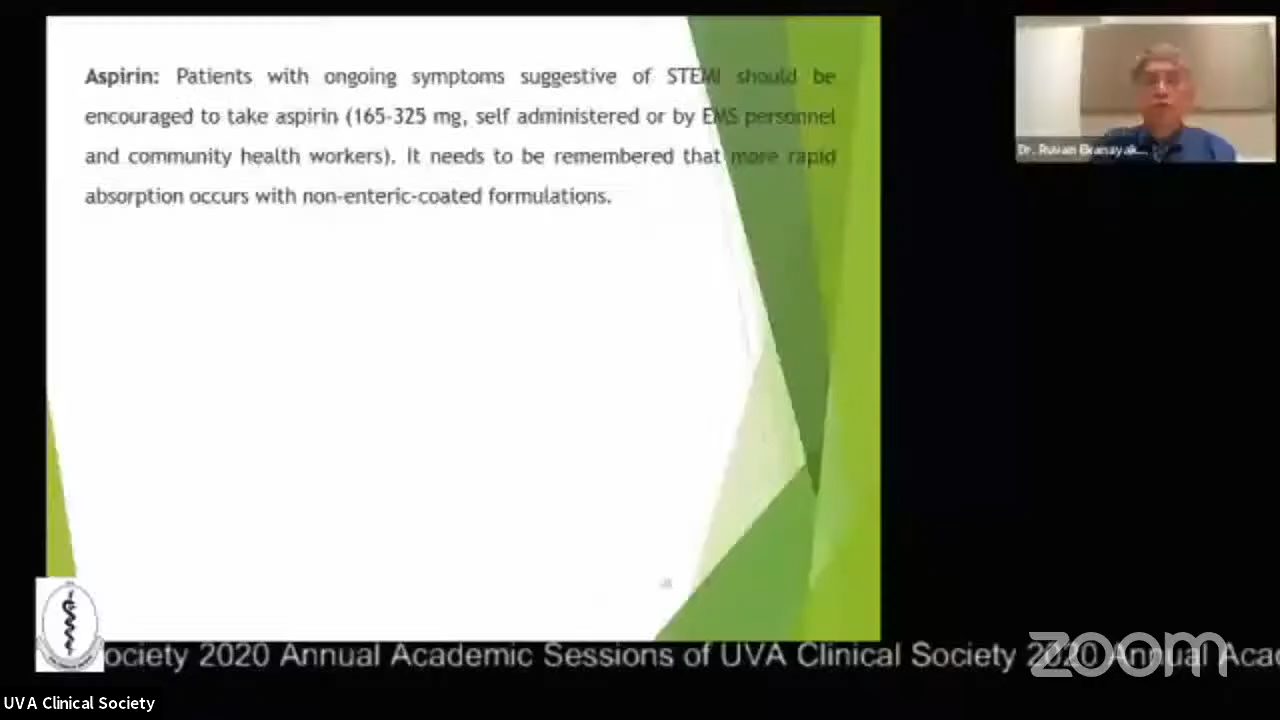 Aspirin: Patients with ongoing symptoms suggestive of STEMI should be
encouraged to take aspirin (165-325 mg, self administered or by EMS personnel
and community health workers). It needs to be remembered that more rapid
absorption occurs with non-enteric-coated formulations.
Dr. Ruvan Ekanayak...
ociety 2020 Annual Academic Sessions of UVA Clinical Society 2020 Annual Aca
zoom
UVA Clinical Society